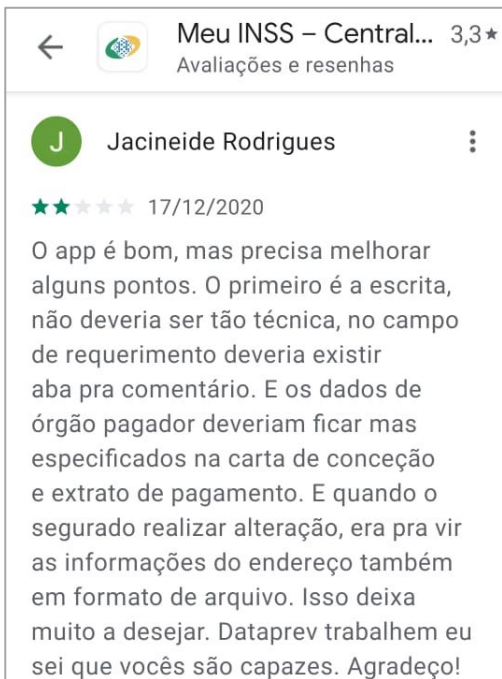 Meu INSS – Central... 3,3★
Avaliações e resenhas
J Jacineide Rodrigues
17/12/2020
O app é bom, mas precisa melhorar
alguns pontos. O primeiro é a escrita,
não deveria ser tão técnica, no campo
de requerimento deveria existir
aba pra comentário. E os dados de
órgão pagador deveriam ficar mas
especificados na carta de conceção
e extrato de pagamento. E quando o
segurado realizar alteração, era pra vir
as informações do endereço também
em formato de arquivo. Isso deixa
muito a desejar. Dataprev trabalhem eu
sei que vocês são capazes. Agradeço!